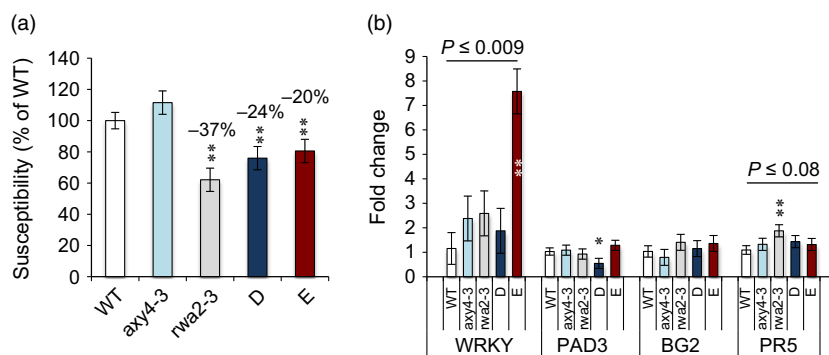 (a)
Susceptibility (% of WT)
140
120
100
80
60
40
20
0
–37%
**
–24%
**
–20%
**
WT
axy4-3
rwa2-3
D
E
(b)
Fold change
9
8
7
6
5
4
3
2
1
0
P ≤ 0.009
**
*
**
P ≤ 0.08
WT
axy4-3
rwa2-3
D
E
WT
axy4-3
rwa2-3
D
E
WT
axy4-3
rwa2-3
D
E
WT
axy4-3
rwa2-3
D
E
WRKY
PAD3
BG2
PR5